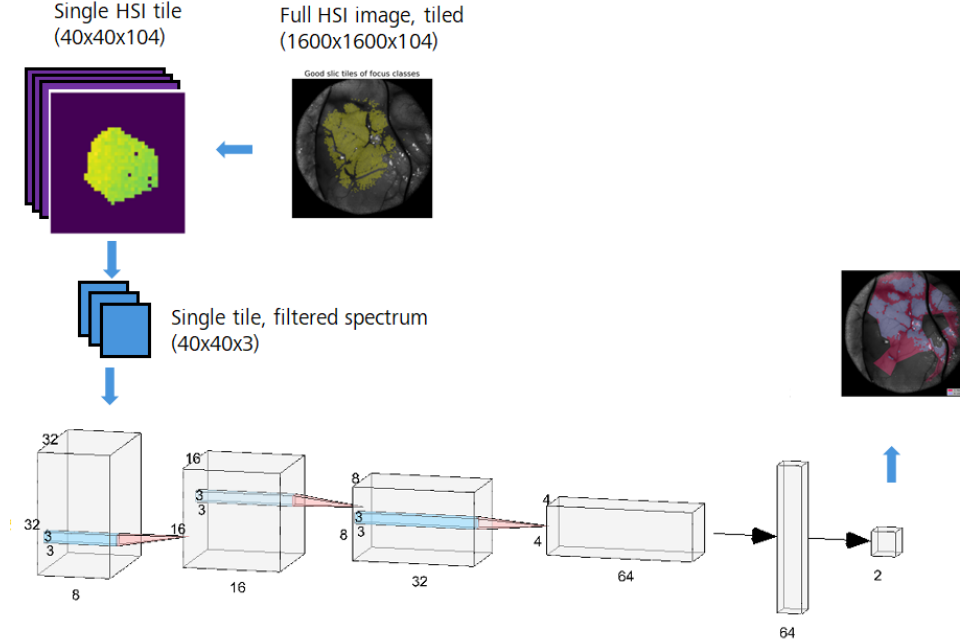 Single HSI tile
(40x40x104)
Full HSI image, tiled
(1600x1600x104)
Good slic tiles of focus classes
Single tile, filtered spectrum
(40x40x3)
32
32
3
3
8
16
16
3
3
16
8
8
3
3
32
4
4
64
64
2